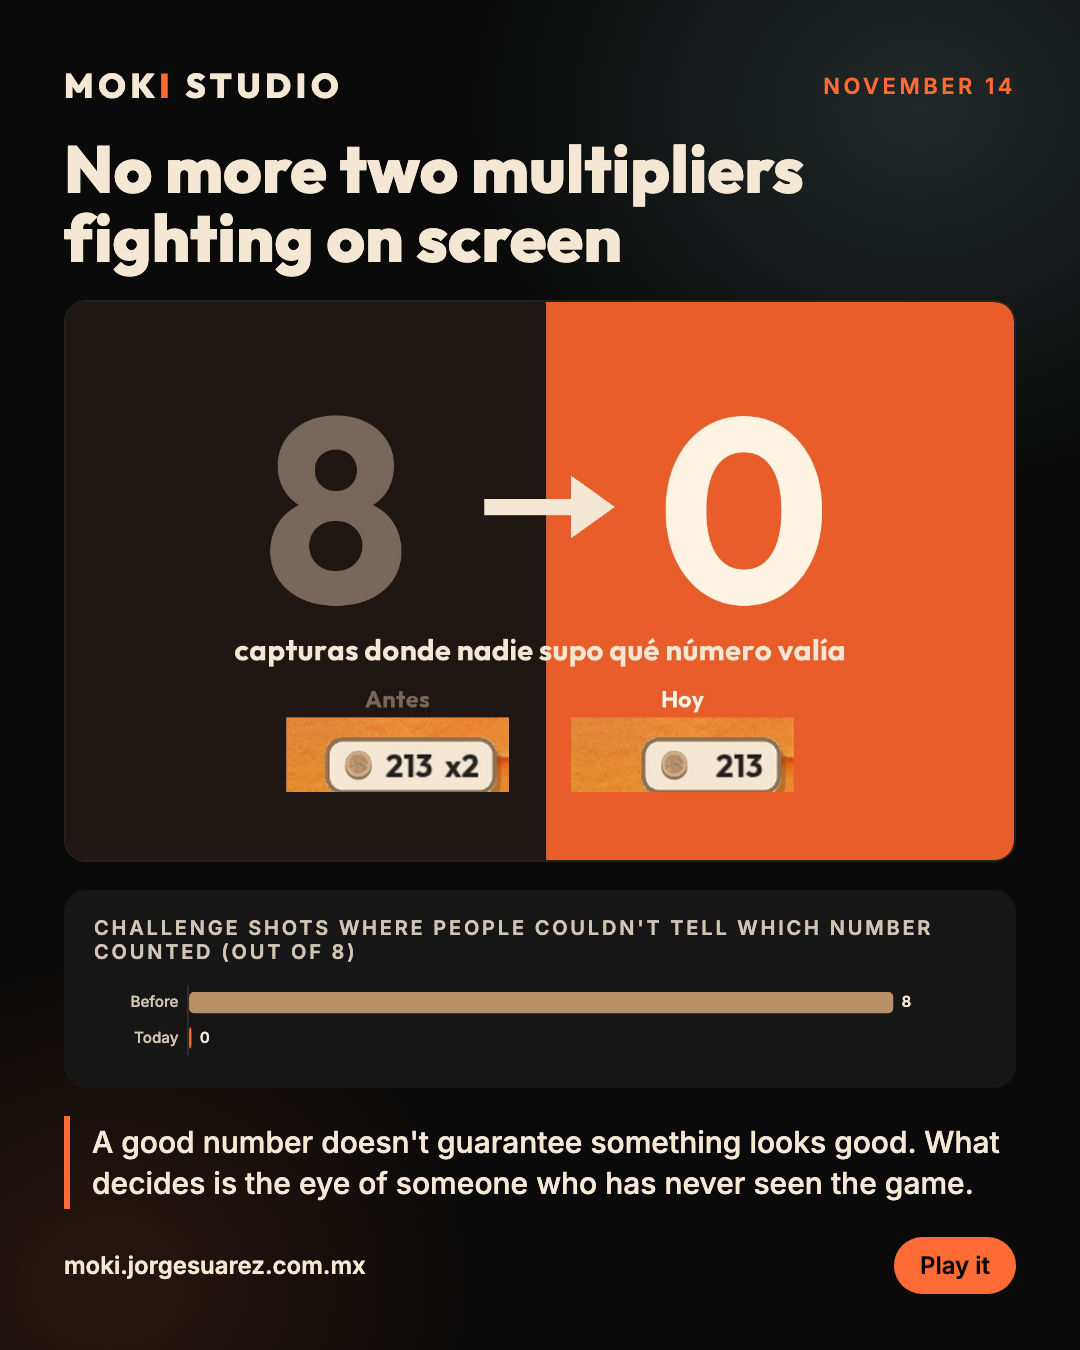 MOKI STUDIO
NOVEMBER 14
No more two multipliers
fighting on screen
8
0
capturas donde nadie supo qué número valía
Antes
Hoy
213 x2
213
CHALLENGE SHOTS WHERE PEOPLE COULDN'T TELL WHICH NUMBER
COUNTED (OUT OF 8)
Before 8
Today 0
A good number doesn't guarantee something looks good. What
decides is the eye of someone who has never seen the game.
moki.jorgesuarez.com.mx
Play it